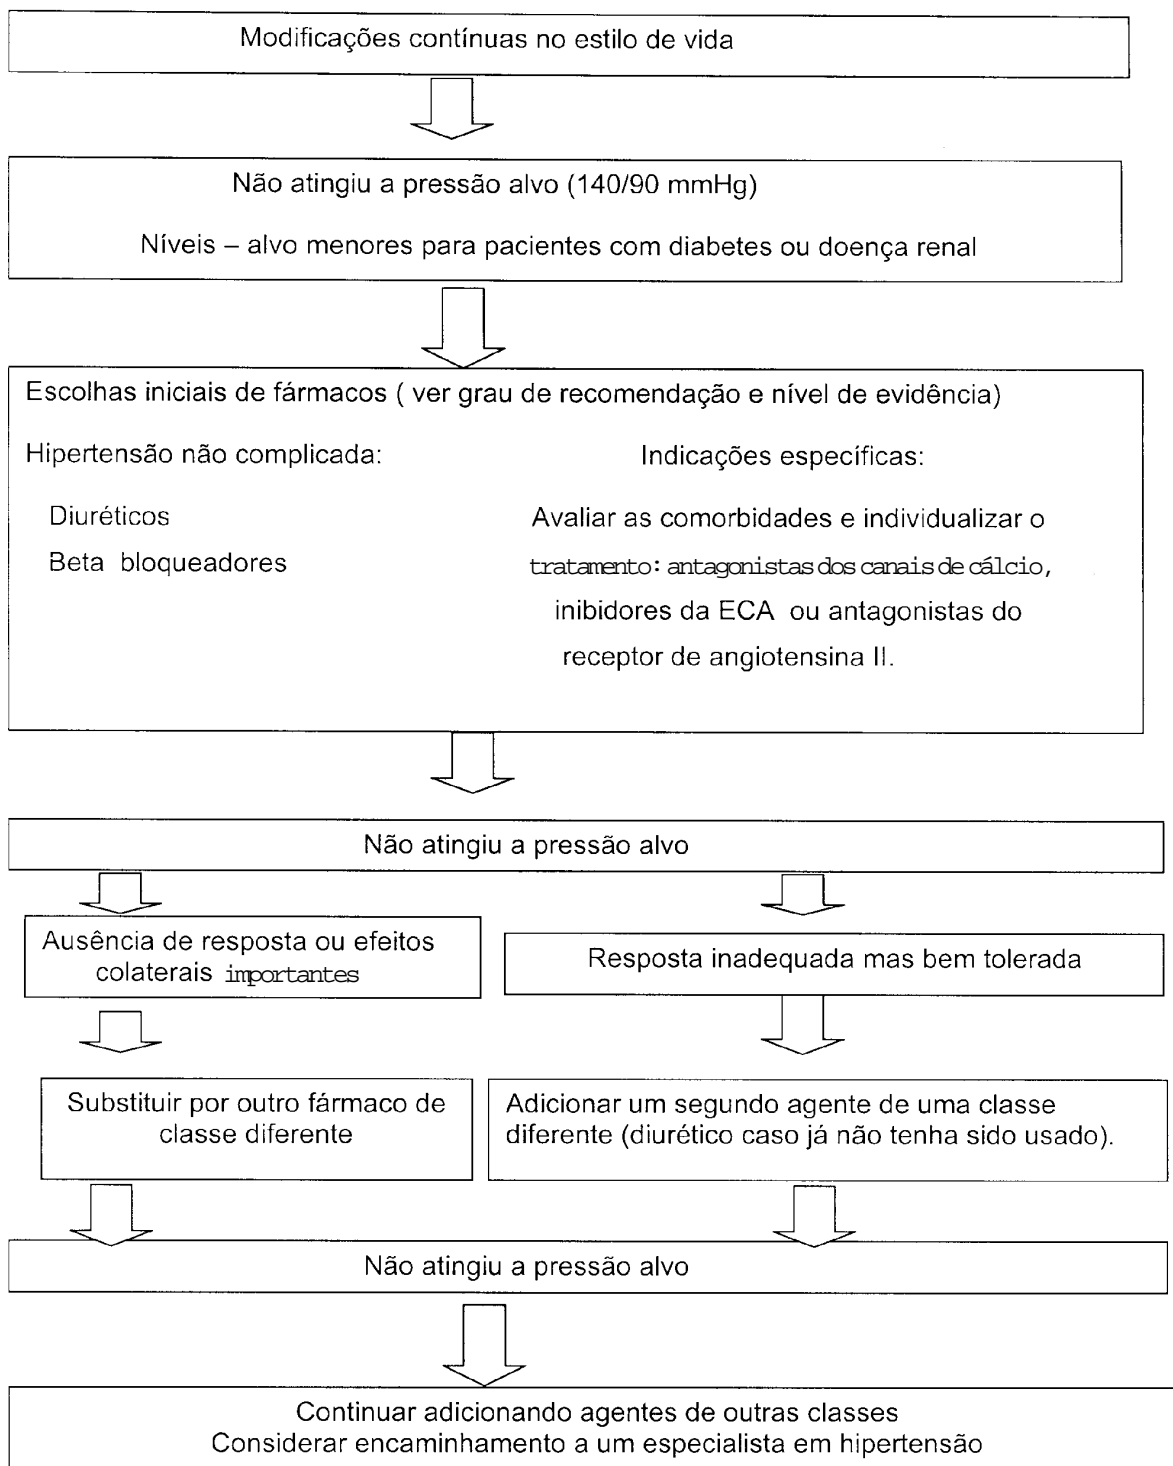 Modificações contínuas no estilo de vida
Não atingiu a pressão alvo (140/90 mmHg)
Níveis – alvo menores para pacientes com diabetes ou doença renal
Escolhas iniciais de fármacos ( ver grau de recomendação e nível de evidência)
Hipertensão não complicada:
Diuréticos
Beta bloqueadores
Indicações específicas:
Avaliar as comorbidades e individualizar o
tratamento: antagonistas dos canais de cálcio,
inibidores da ECA ou antagonistas do
receptor de angiotensina II.
Não atingiu a pressão alvo
Ausência de resposta ou efeitos
colaterais importantes
Resposta inadequada mas bem tolerada
Substituir por outro fármaco de
classe diferente
Adicionar um segundo agente de uma classe
diferente (diurético caso já não tenha sido usado).
Não atingiu a pressão alvo
Continuar adicionando agentes de outras classes
Considerar encaminhamento a um especialista em hipertensão